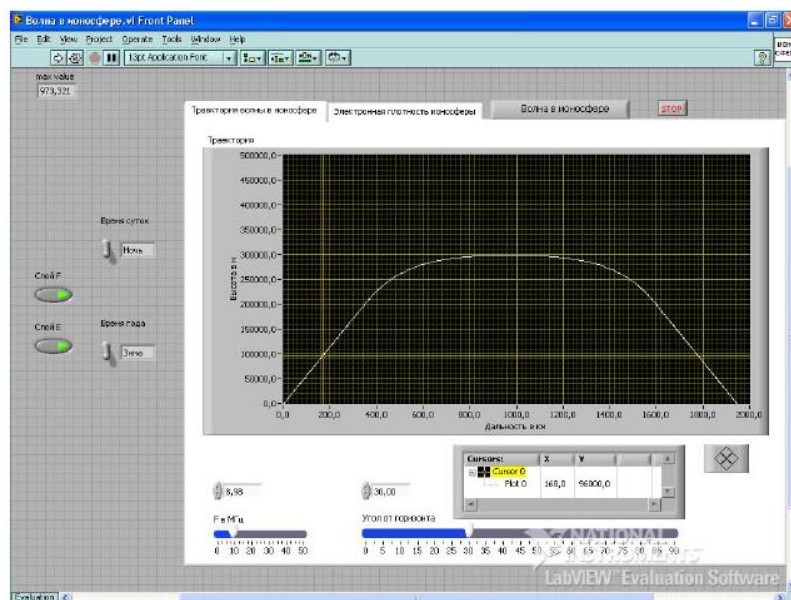 Волна в ионосфере.vi Front Panel
File Edit View Project Operate Tools Window Help
13pt Application Font
max value
973,321
Траектория волны в ионосфере
Электронная плотность ионосферы
Волна в ионосфере
STOP
Траектория
500000,0
450000,0
400000,0
350000,0
300000,0
250000,0
200000,0
150000,0
100000,0
50000,0
0,0
Высота в м
0,0 200,0 400,0 600,0 800,0 1000,0 1200,0 1400,0 1600,0 1800,0 2000,0
Дальность в км
Время суток
Ночь
Слой F
Слой E
Время года
Зима
Cursors: X Y
Cursor 0
Plot 0 168,0 96000,0
8,98
30,00
F в МГц
0 10 20 30 40 50
Угол от горизонта
0 5 10 15 20 25 30 35 40 45 50 55 60 65 70 75 80 85 90
NATIONAL
INSTRUMENTS
LabVIEW Evaluation Software
Evaluation